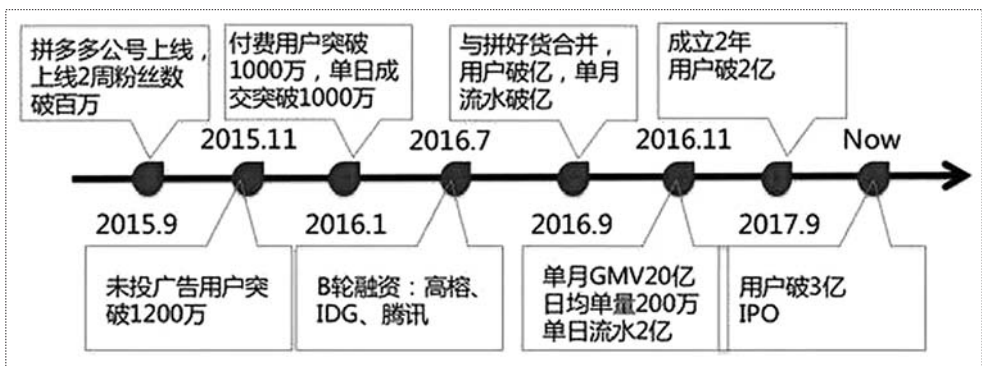 拼多多公号上线，
上线2周粉丝数
破百万
付费用户突破
1000万，单日成
交突破1000万
与拼好货合并，
用户破亿，单月
流水破亿
成立2年
用户破2亿
2015.11
2016.7
2016.11
Now
2015.9
2016.1
2016.9
2017.9
未投广告用户突
破1200万
B轮融资：高榕、
IDG、腾讯
单月GMV20亿
日均单量200万
单日流水2亿
用户破3亿
IPO